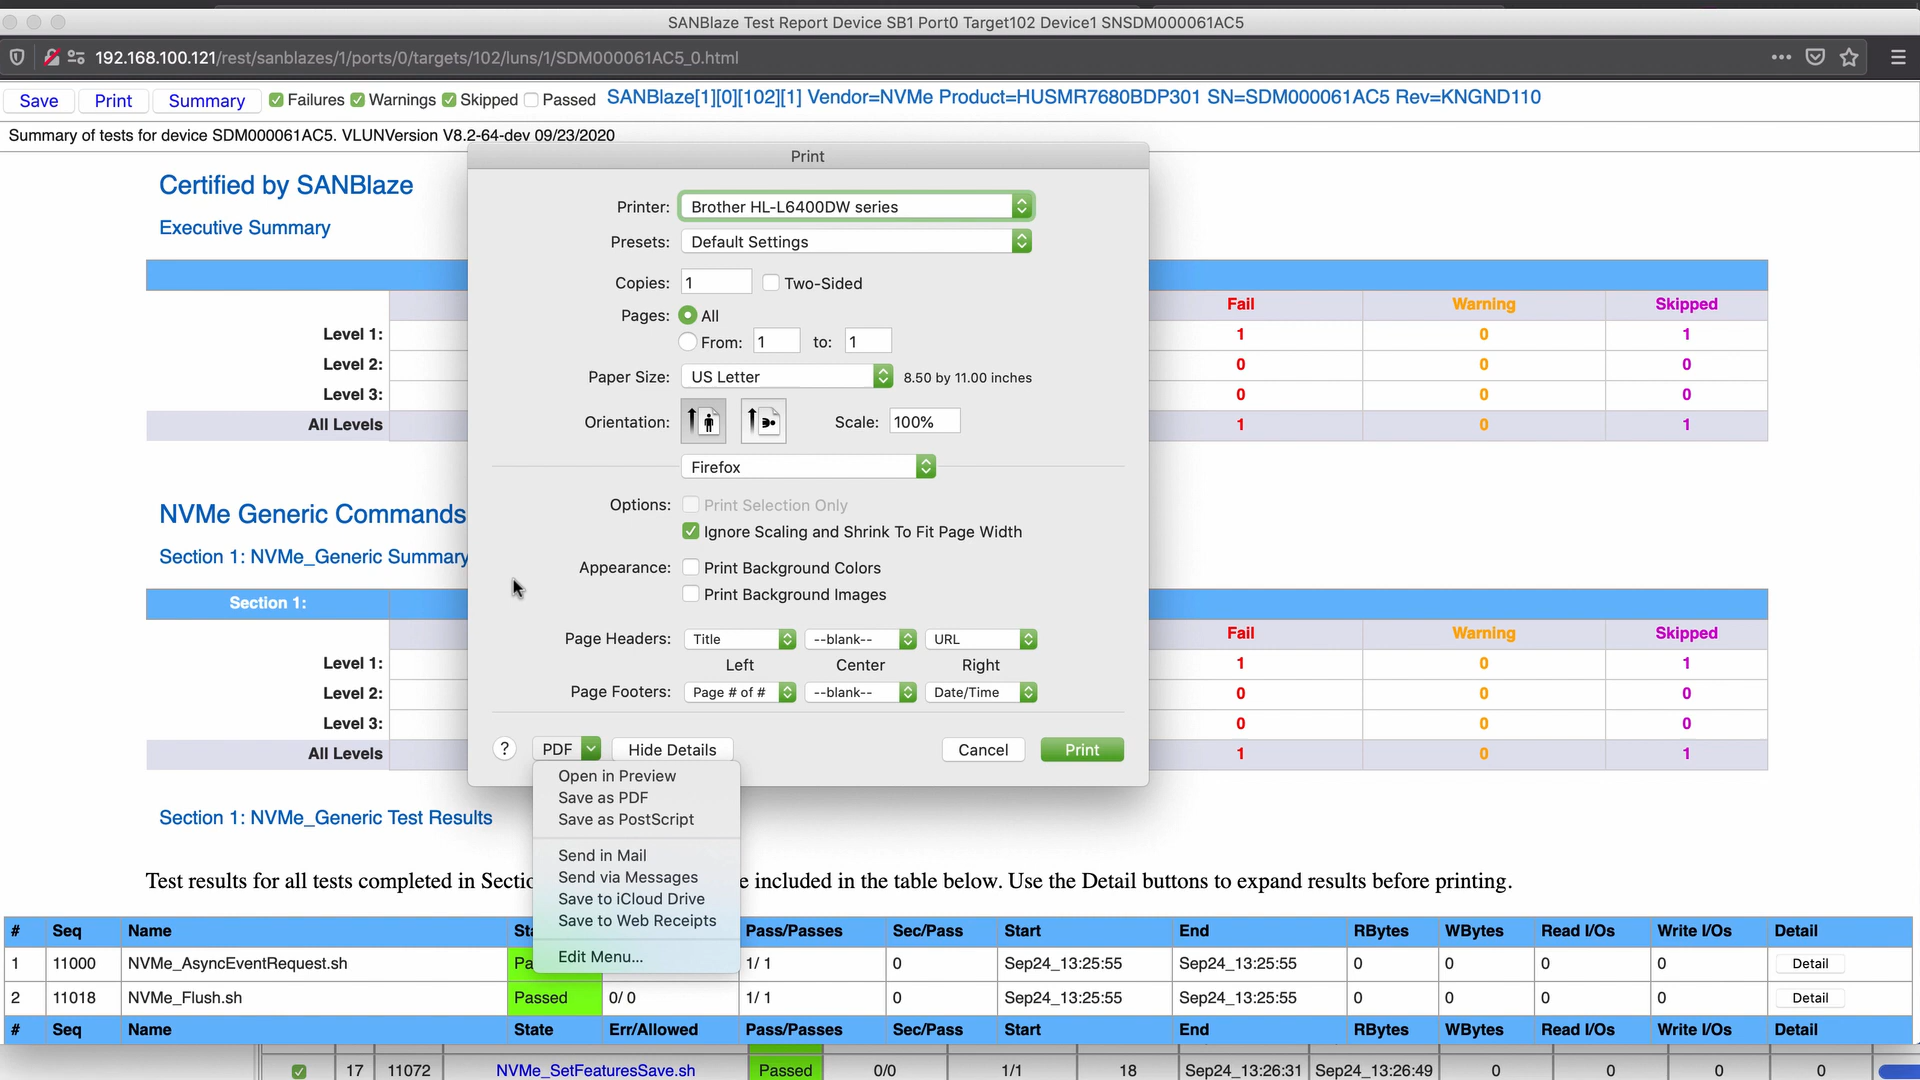 SANBlaze Test Report Device SB1 Port0 Target102 Device1 SNSDM000061AC5
192.168.100.121/rest/sanblazes/1/ports/0/targets/102/luns/1/SDM000061AC5_0.html
Save Print Summary Failures Warnings Skipped Passed SANBlaze[1][0][102][1] Vendor=NVMe Product=HUSMR7680BDP301 SN=SDM000061AC5 Rev=KNGND110
Summary of tests for device SDM000061AC5. VLUNVersion V8.2-64-dev 09/23/2020
Print
Certified by SANBlaze
Executive Summary
Printer: Brother HL-L6400DW series
Presets: Default Settings
Copies: 1 Two-Sided
Pages: All
From: 1 to: 1
Paper Size: US Letter 8.50 by 11.00 inches
Orientation: Scale: 100%
Firefox
Options: Print Selection Only
Ignore Scaling and Shrink To Fit Page Width
Appearance: Print Background Colors
Print Background Images
Page Headers: Title --blank-- URL
Left Center Right
Page Footers: Page # of # --blank-- Date/Time
? PDF Hide Details Cancel Print
Open in Preview
Save as PDF
Save as PostScript
Send in Mail
Send via Messages
Save to iCloud Drive
Save to Web Receipts
Edit Menu...
Fail Warning Skipped
Level 1: 1 0 1
Level 2: 0 0 0
Level 3: 0 0 0
All Levels 1 0 1
NVMe Generic Commands
Section 1: NVMe_Generic Summary
Section 1:
Fail Warning Skipped
Level 1: 1 0 1
Level 2: 0 0 0
Level 3: 0 0 0
All Levels 1 0 1
Section 1: NVMe_Generic Test Results
Test results for all tests completed in Sectio e included in the table below. Use the Detail buttons to expand results before printing.
# Seq Name Sta Pass/Passes Sec/Pass Start End RBytes WBytes Read I/Os Write I/Os Detail
1 11000 NVMe_AsyncEventRequest.sh Pa 1/ 1 0 Sep24_13:25:55 Sep24_13:25:55 0 0 0 0 Detail
2 11018 NVMe_Flush.sh Passed 0/ 0 1/ 1 0 Sep24_13:25:55 Sep24_13:25:55 0 0 0 0 Detail
# Seq Name State Err/Allowed Pass/Passes Sec/Pass Start End RBytes WBytes Read I/Os Write I/Os Detail
17 11072 NVMe_SetFeaturesSave.sh Passed 0/0 1/1 18 Sep24_13:26:31 Sep24_13:26:49 0 0 0 0